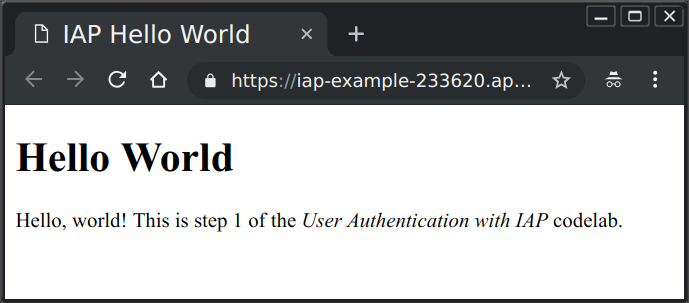 IAP Hello World
https://iap-example-233620.ap…
Hello World
Hello, world! This is step 1 of the User Authentication with IAP codelab.